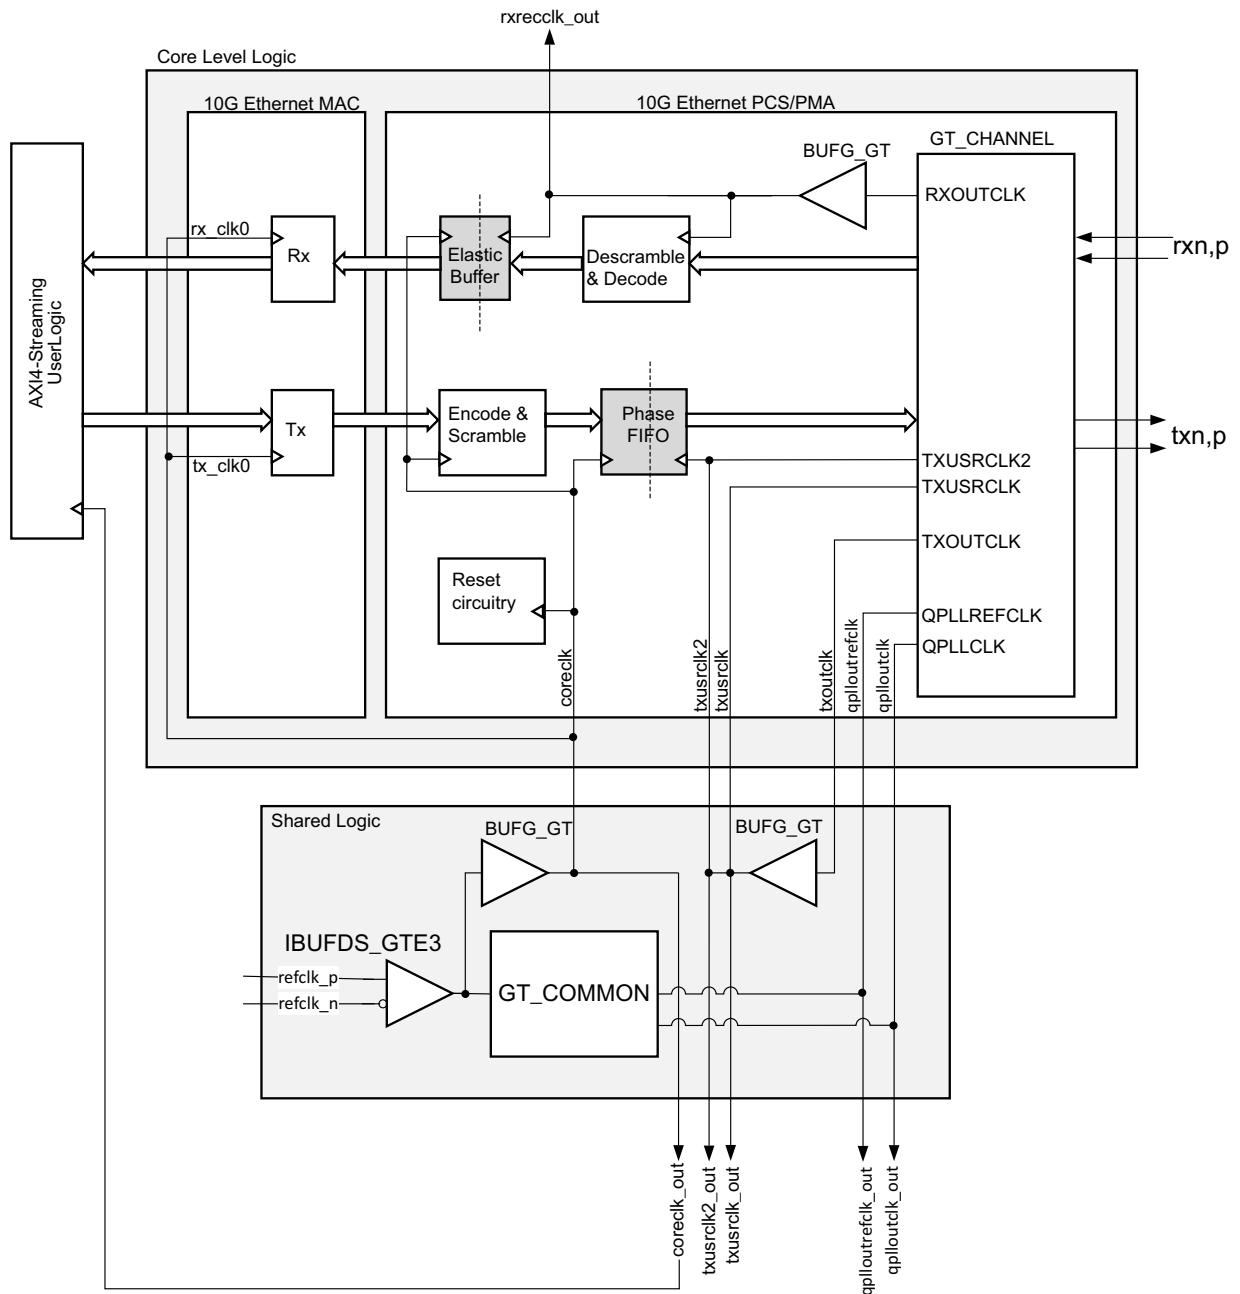 rxrecclk_out
Core Level Logic
10G Ethernet MAC
10G Ethernet PCS/PMA
GT_CHANNEL
BUFG_GT
RXOUTCLK
rx_clk0
Rx
Elastic
Buffer
Descramble
& Decode
rxn,p
AXI4-Streaming
UserLogic
Tx
tx_clk0
Encode &
Scramble
Phase
FIFO
txn,p
TXUSRCLK2
TXUSRCLK
TXOUTCLK
Reset
circuitry
QPLLREFCLK
QPLLCLK
coreclk
txusrclk2
txusrclk
txoutclk
qplloutrefclk
qplloutclk
Shared Logic
BUFG_GT
BUFG_GT
IBUFDS_GTE3
refclk_p
refclk_n
GT_COMMON
coreclk_out
txusrclk2_out
txusrclk_out
qplloutrefclk_out
qplloutclk_out